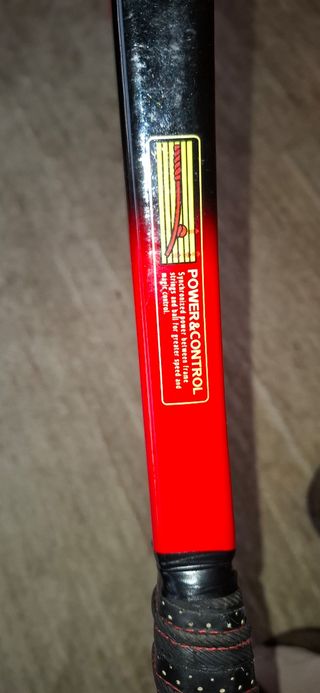 POWER&CONTROL
Synchronized power between frame
strings and ball for greater speed and
magic control.